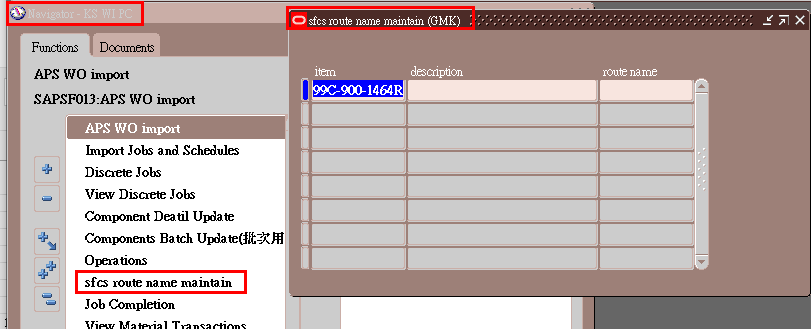 Navigator - KS WI PC
Functions
Documents
APS WO import
SAPSF013:APS WO import
APS WO import
Import Jobs and Schedules
Discrete Jobs
View Discrete Jobs
Component Deatil Update
Components Batch Update(批次用
Operations
sfcs route name maintain
Job Completion
View Material Transactions
sfcs route name maintain (GMK)
item description route name
99C-900-1464R